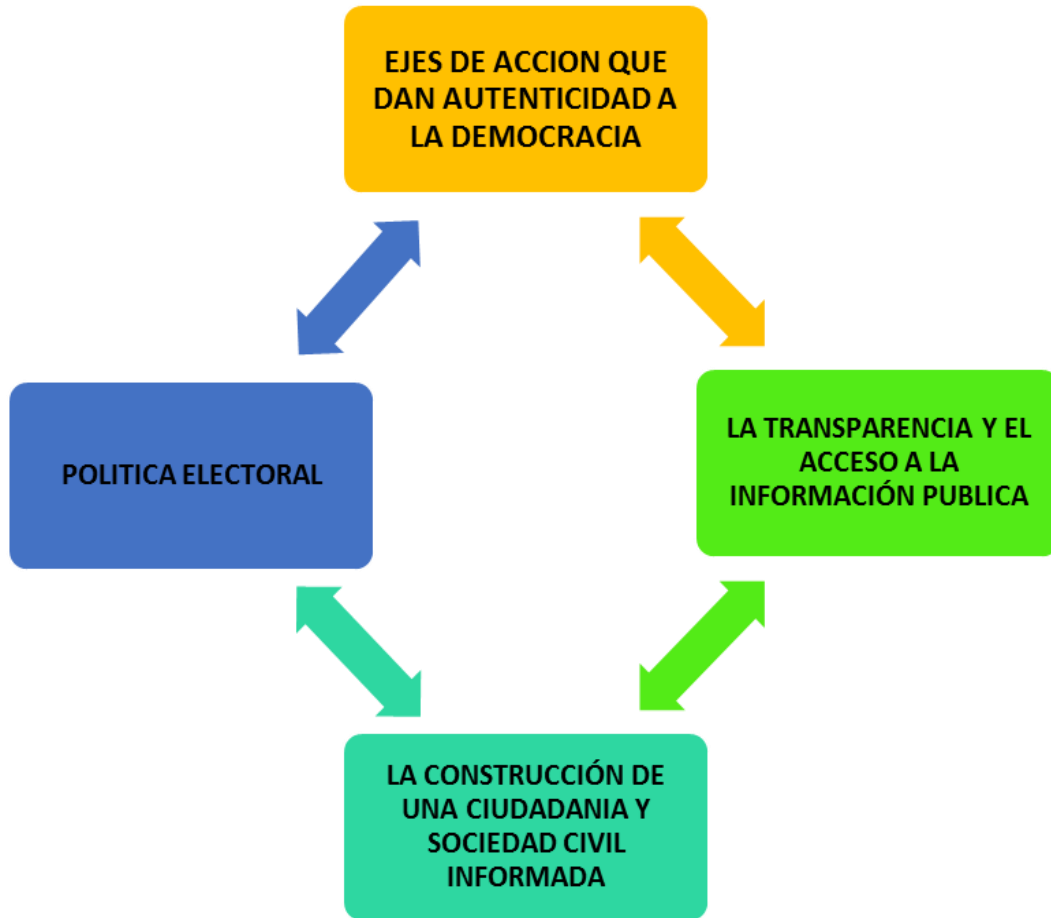 EJES DE ACCION QUE
DAN AUTENTICIDAD A
LA DEMOCRACIA
POLITICA ELECTORAL
LA TRANSPARENCIA Y EL
ACCESO A LA
INFORMACIÓN PUBLICA
LA CONSTRUCCIÓN DE
UNA CIUDADANIA Y
SOCIEDAD CIVIL
INFORMADA